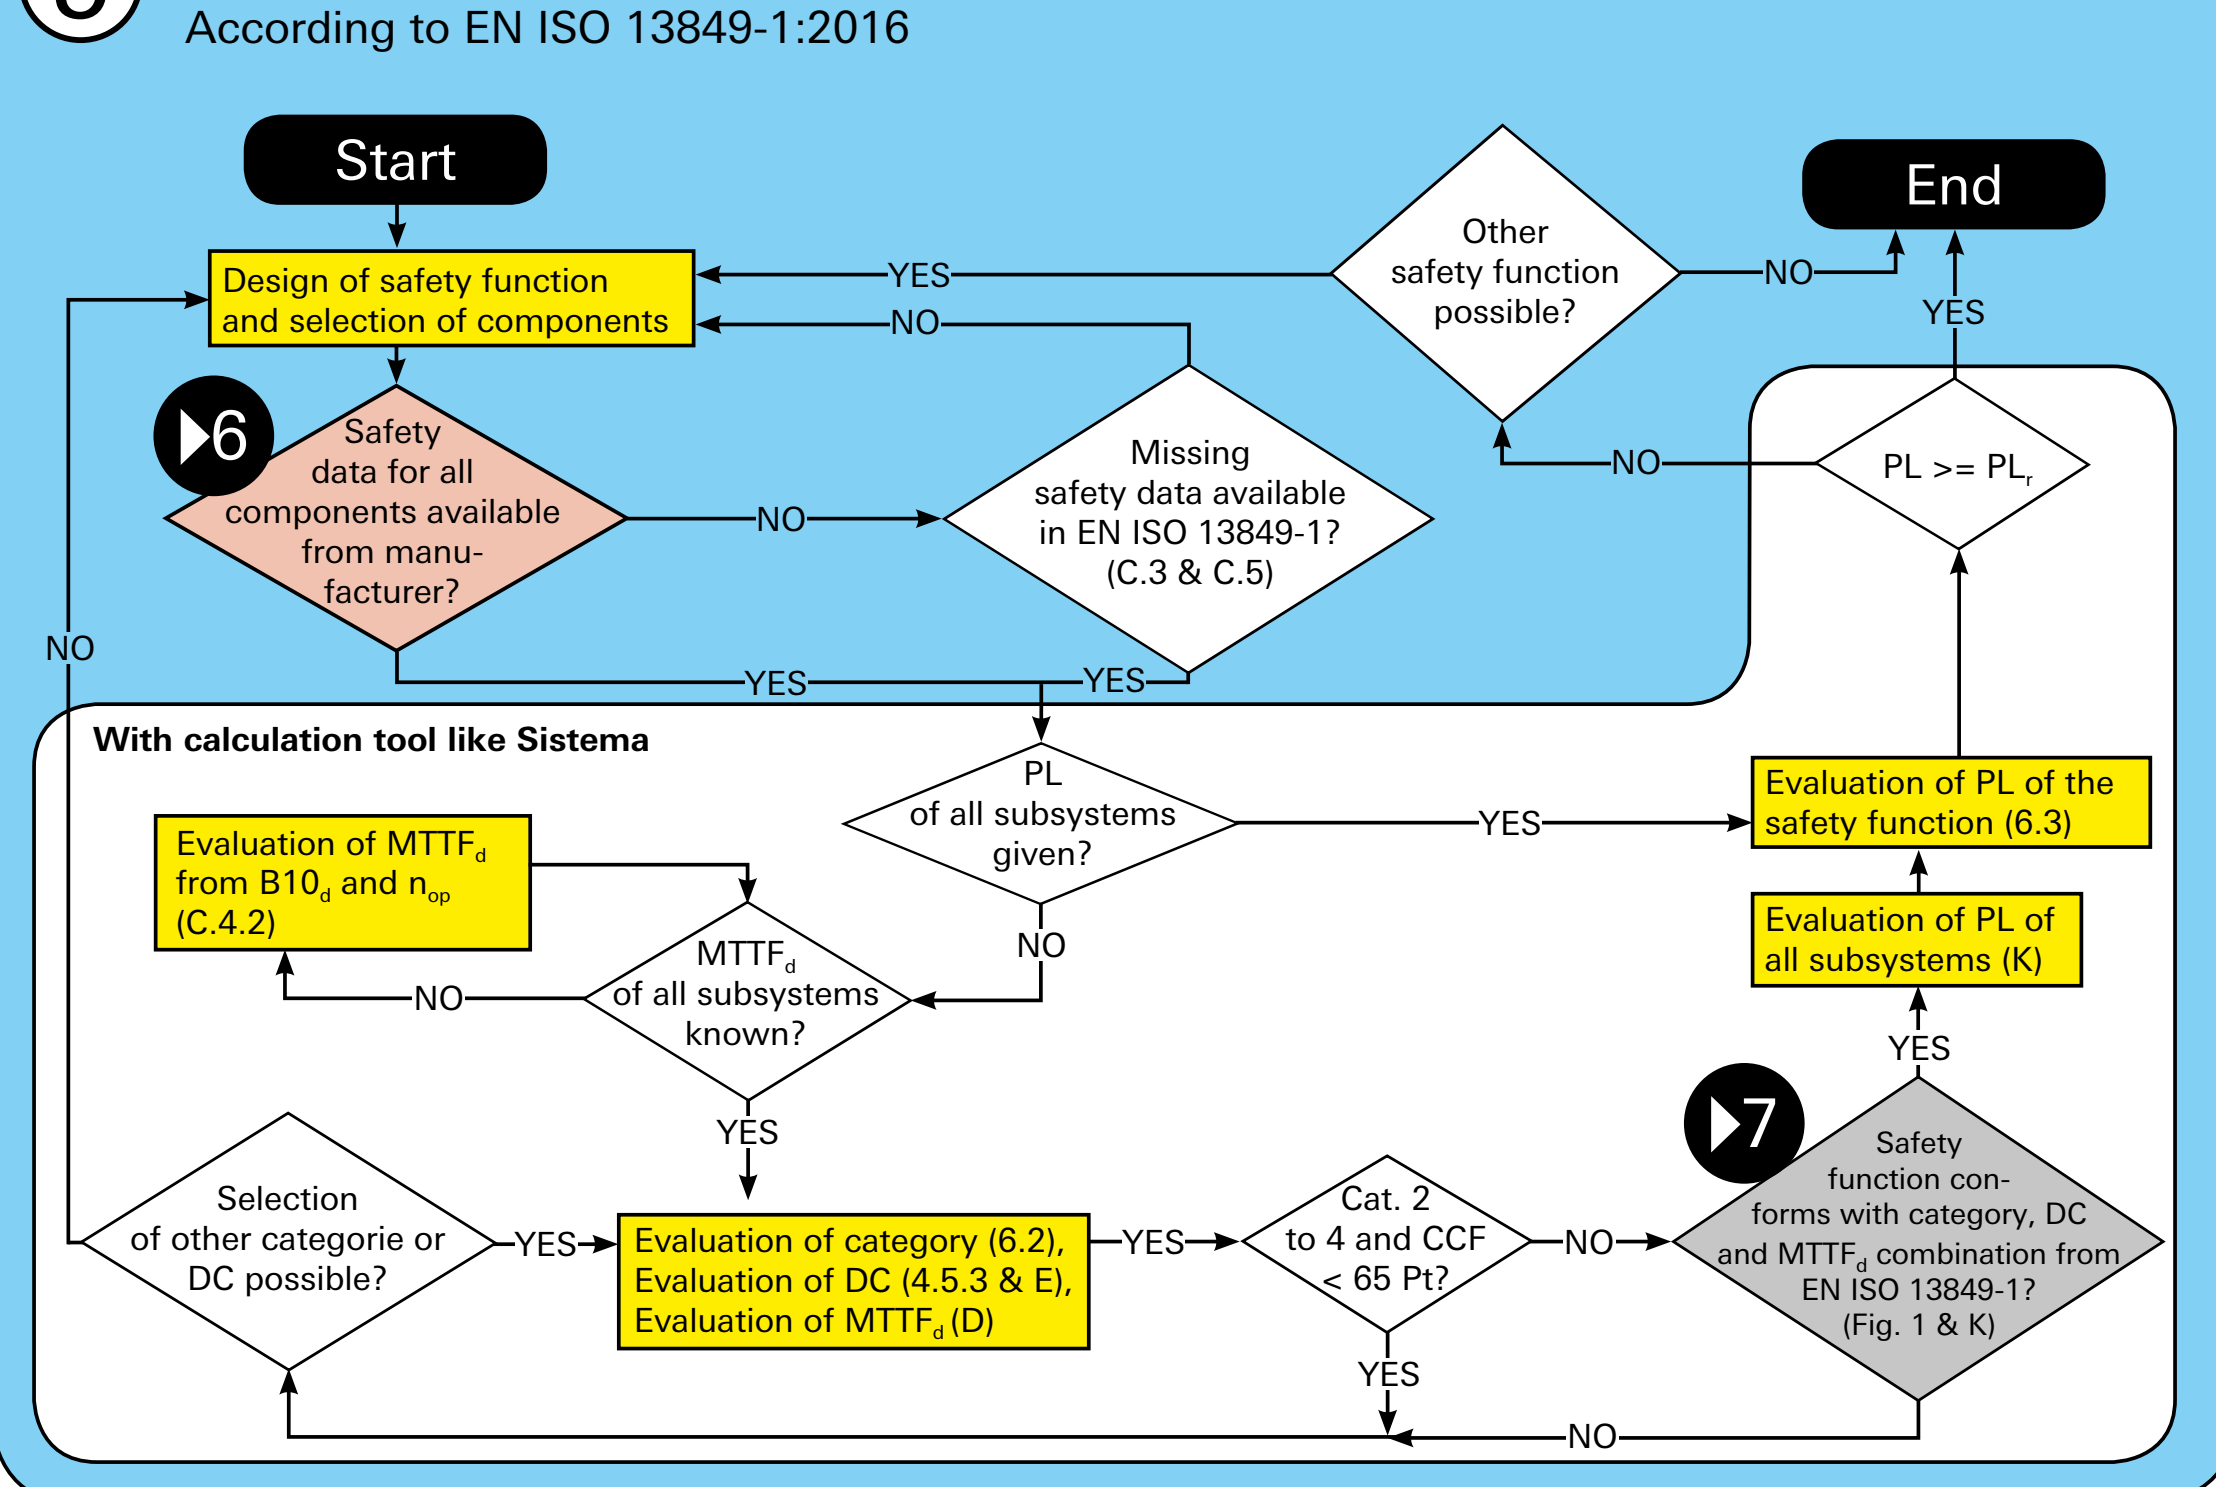 According to EN ISO 13849-1:2016
Start
End
Design of safety function
and selection of components
YES
NO
Other
safety function
possible?
NO
YES
6
Safety
data for all
components available
from manu-
facturer?
NO
Missing
safety data available
in EN ISO 13849-1?
(C.3 & C.5)
NO
PL >= PLr
NO
YES
YES
With calculation tool like Sistema
PL
of all subsystems
given?
YES
Evaluation of PL of the
safety function (6.3)
Evaluation of MTTFd
from B10d and nop
(C.4.2)
NO
MTTFd
of all subsystems
known?
NO
Evaluation of PL of
all subsystems (K)
YES
YES
7
Selection
of other categorie or
DC possible?
YES
Evaluation of category (6.2),
Evaluation of DC (4.5.3 & E),
Evaluation of MTTFd (D)
YES
Cat. 2
to 4 and CCF
< 65 Pt?
NO
Safety
function con-
forms with category, DC
and MTTFd combination from
EN ISO 13849-1?
(Fig. 1 & K)
YES
NO